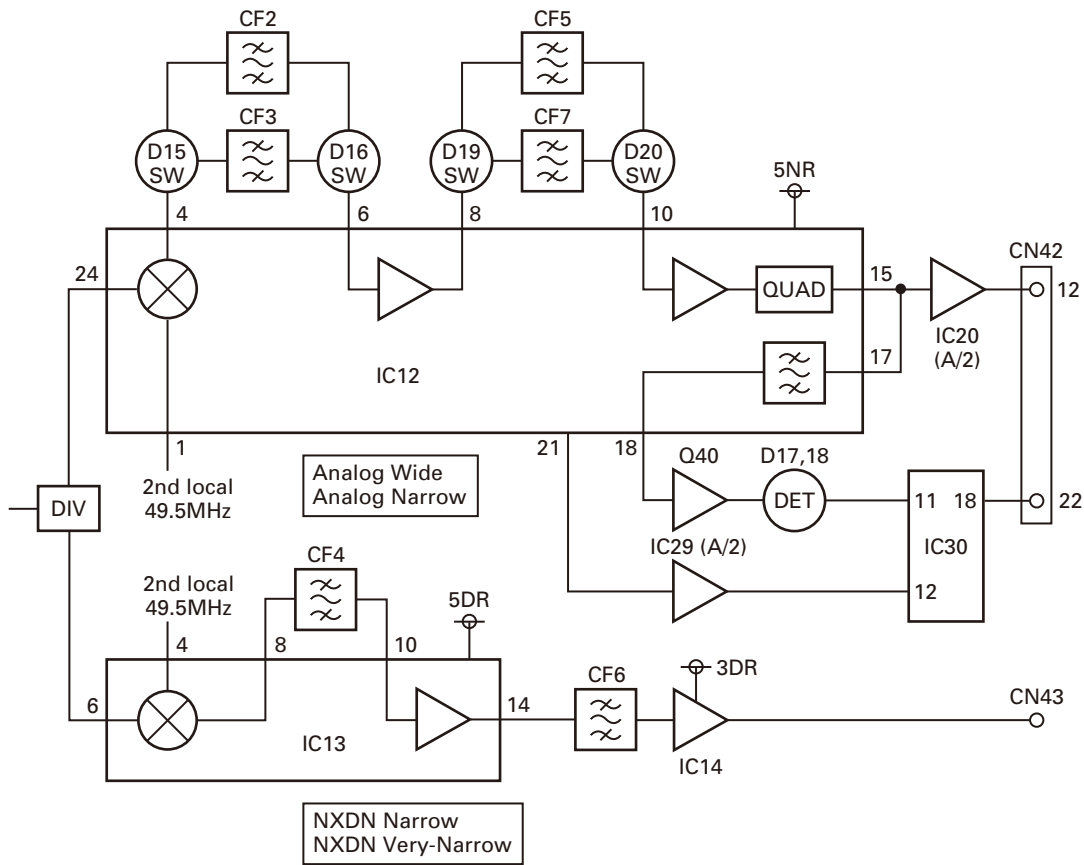 CF2
CF5
CF3
CF7
D15
SW
D16
SW
D19
SW
D20
SW
5NR
4
6
8
10
CN42
24
QUAD
15
12
IC20
(A/2)
17
IC12
1
21
18
Q40
D17,18
2nd local
49.5MHz
Analog Wide
Analog Narrow
DIV
DET
11
18
22
IC30
IC29 (A/2)
12
CF4
2nd local
49.5MHz
5DR
4
8
10
CF6
3DR
CN43
6
14
IC13
IC14
NXDN Narrow
NXDN Very-Narrow